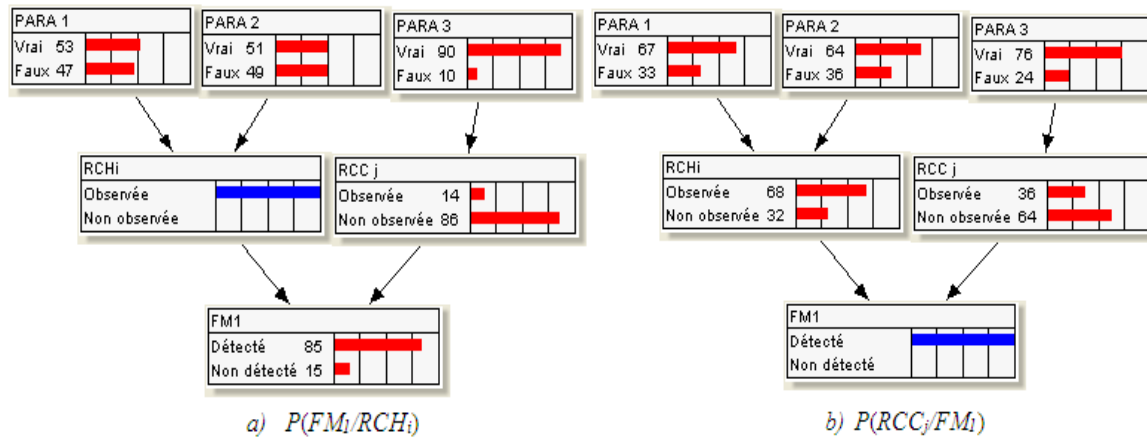 PARA 1
Vrai 53
Faux 47
PARA 2
Vrai 51
Faux 49
PARA 3
Vrai 90
Faux 10
RCHi
Observée
Non observée
RCC j
Observée 14
Non observée 86
FM1
Détecté 85
Non détecté 15
a) P(FM1/RCHi)
PARA 1
Vrai 67
Faux 33
PARA 2
Vrai 64
Faux 36
PARA 3
Vrai 76
Faux 24
RCHi
Observée 68
Non observée 32
RCC j
Observée 36
Non observée 64
FM1
Détecté
Non détecté
b) P(RCCj/FM1)